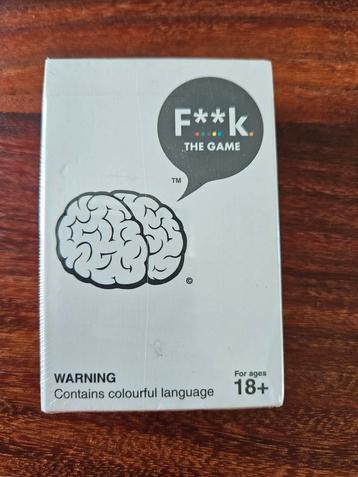 F**k.
THE GAME
TM
©
WARNING
Contains colourful language
For ages
18+